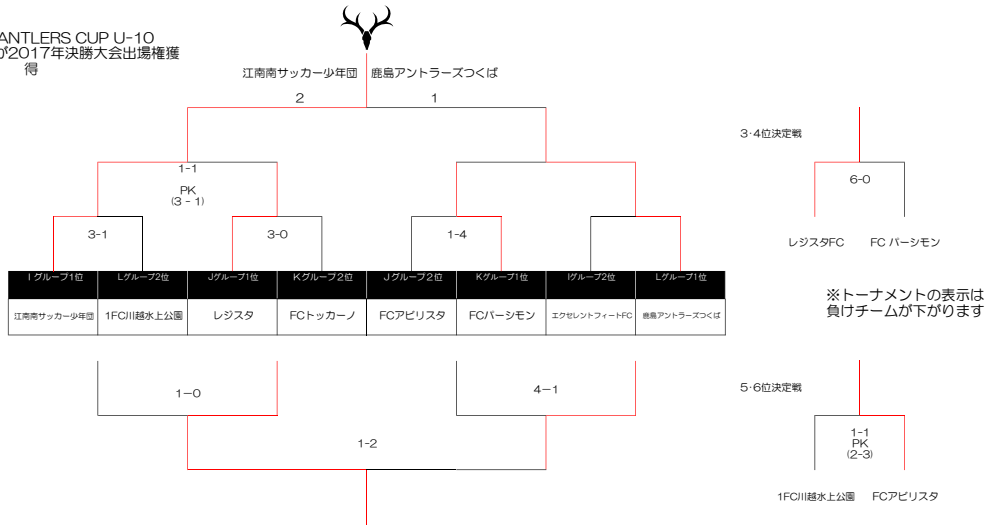 ANTLERS CUP U-10
が2017年決勝大会出場権獲
得
江南南サッカー少年団 鹿島アントラーズつくば
2 1
3・4位決定戦
1-1
PK
(3 - 1)
6-0
3-1 3-0 1-4
レジスタFC FC パーシモン
I グループ1位 Lグループ2位 Jグループ1位 Kグループ2位 Jグループ2位 Kグループ1位 Iグループ2位 Lグループ1位
江南南サッカー少年団 1FC川越水上公園 レジスタ FCトッカーノ FCアビリスタ FCパーシモン エクセレントフィートFC 鹿島アントラーズつくば
※トーナメントの表示は
負けチームが下がります
5・6位決定戦
1－0 4－1
1-2
1-1
PK
(2-3)
1FC川越水上公園 FCアビリスタ